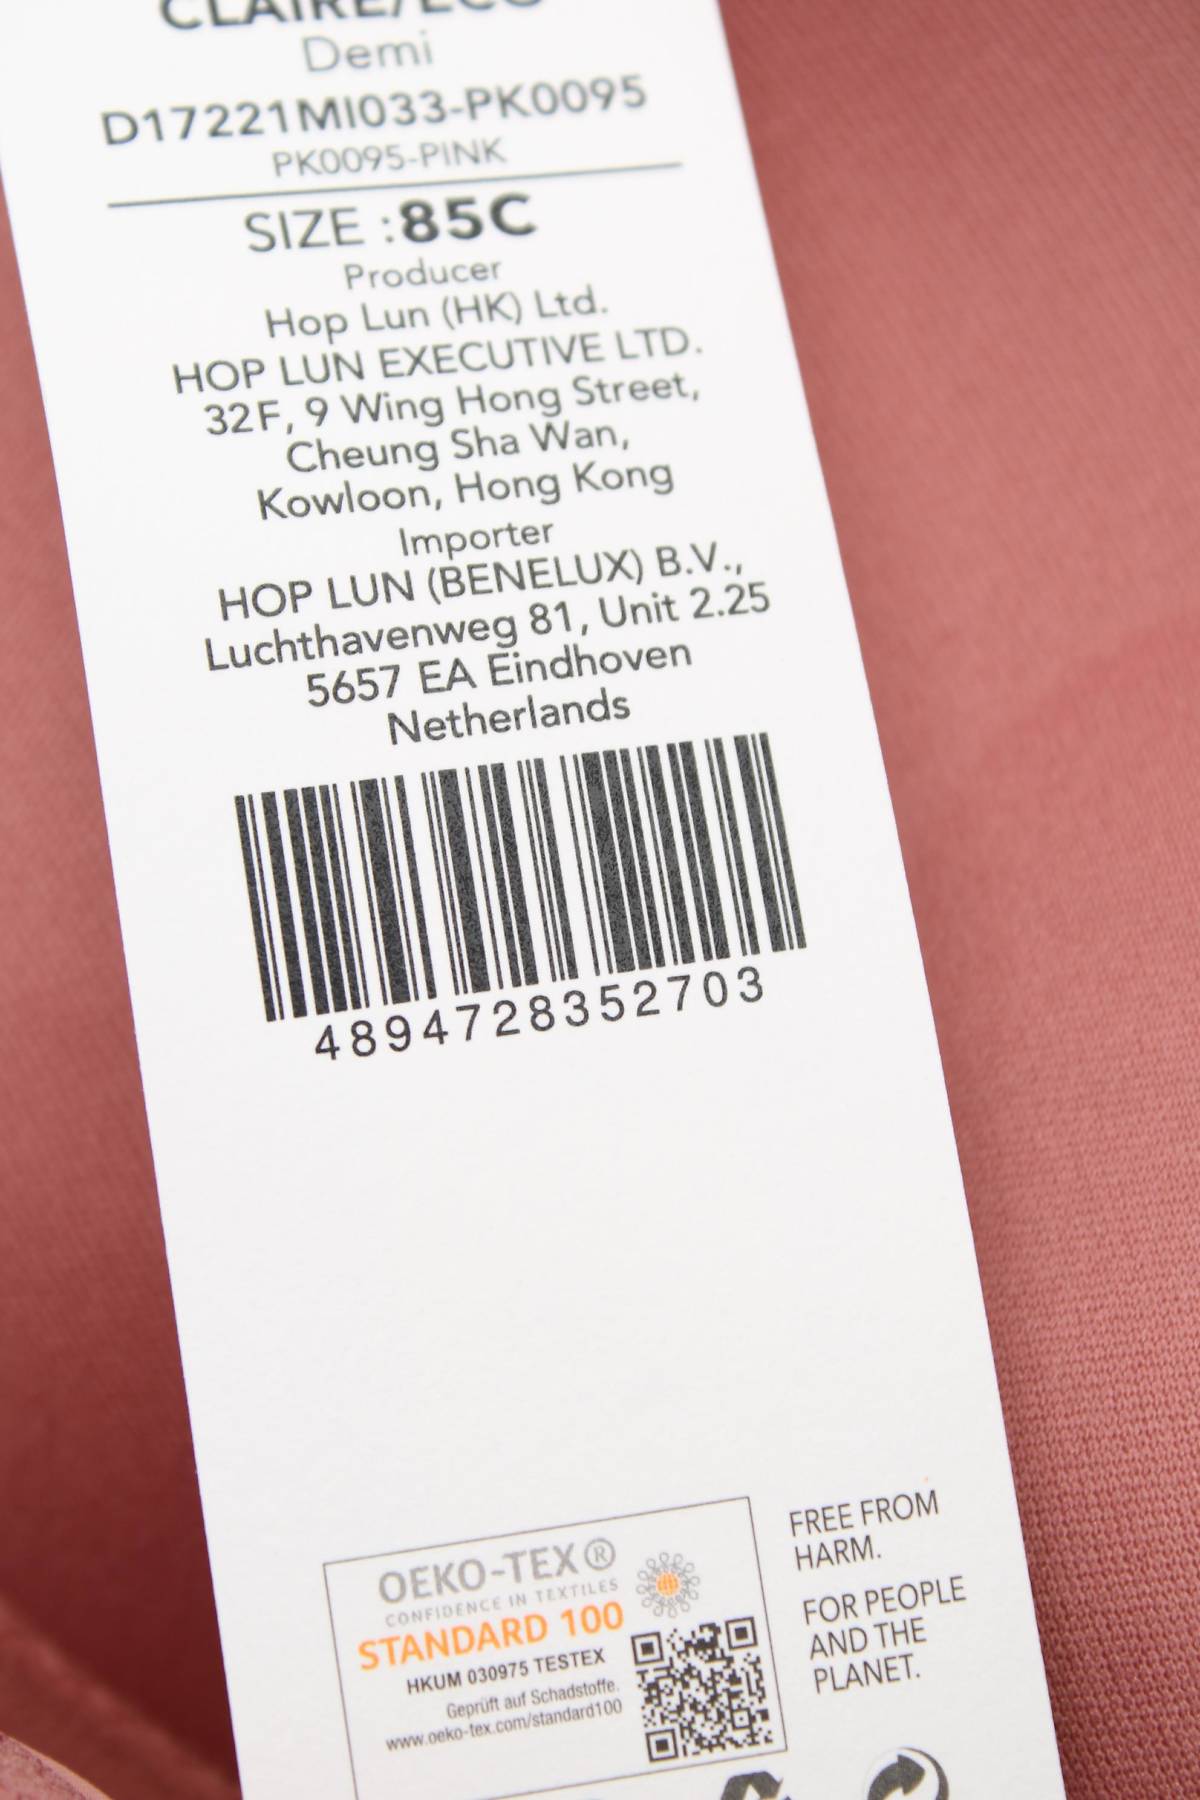 CLAIRE/ECO
Demi
D17221MI033-PK0095
PK0095-PINK
SIZE :85C
Producer
Hop Lun (HK) Ltd.
HOP LUN EXECUTIVE LTD.
32F, 9 Wing Hong Street,
Cheung Sha Wan,
Kowloon, Hong Kong
Importer
HOP LUN (BENELUX) B.V.,
Luchthavenweg 81, Unit 2.25
5657 EA Eindhoven
Netherlands
4894728352703
OEKO-TEX®
CONFIDENCE IN TEXTILES
STANDARD 100
HKUM 030975 TESTEX
Geprüft auf Schadstoffe.
www.oeko-tex.com/standard100
FREE FROM
HARM.
FOR PEOPLE
AND THE
PLANET.